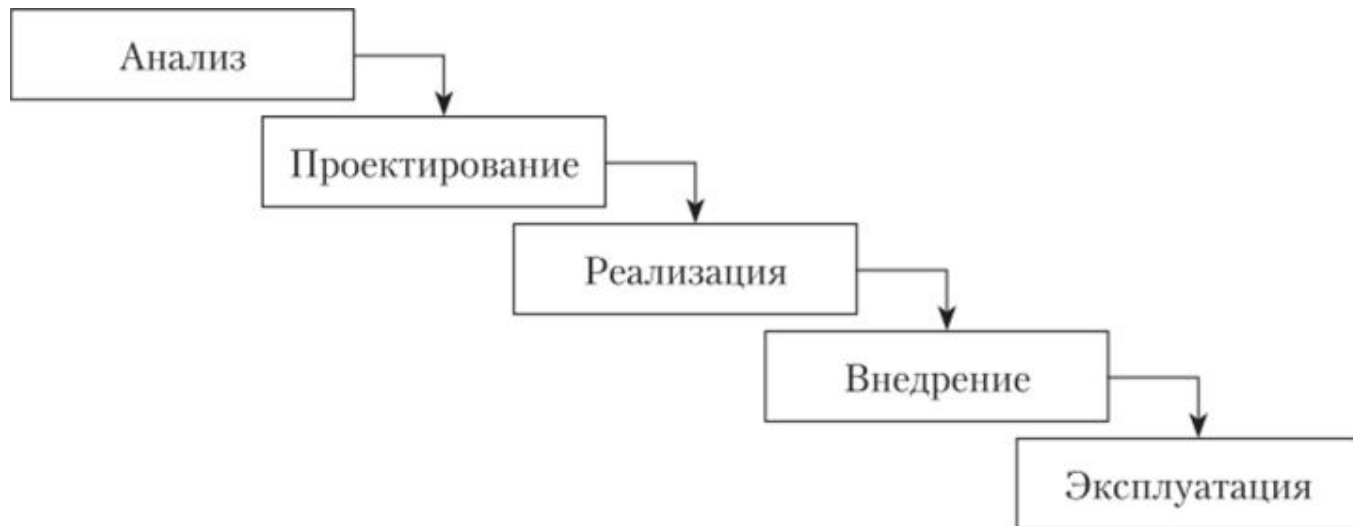 Анализ
Проектирование
Реализация
Внедрение
Эксплуатация